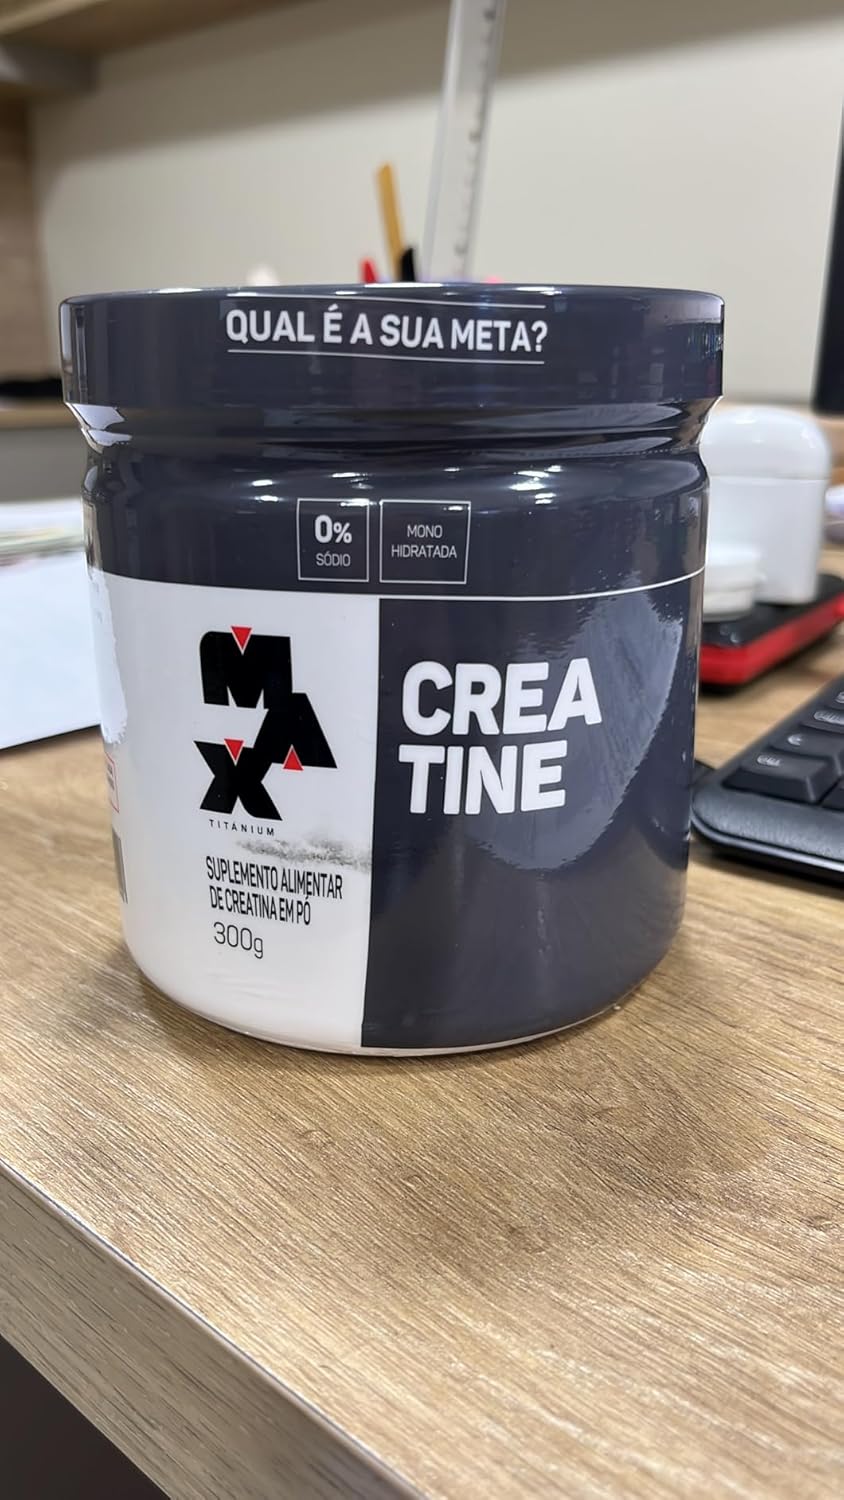 QUAL É A SUA META?
0%
SÓDIO
MONO
HIDRATADA
MAX
TITANIUM
CREA
TINE
SUPLEMENTO ALIMENTAR
DE CREATINA EM PÓ
300g